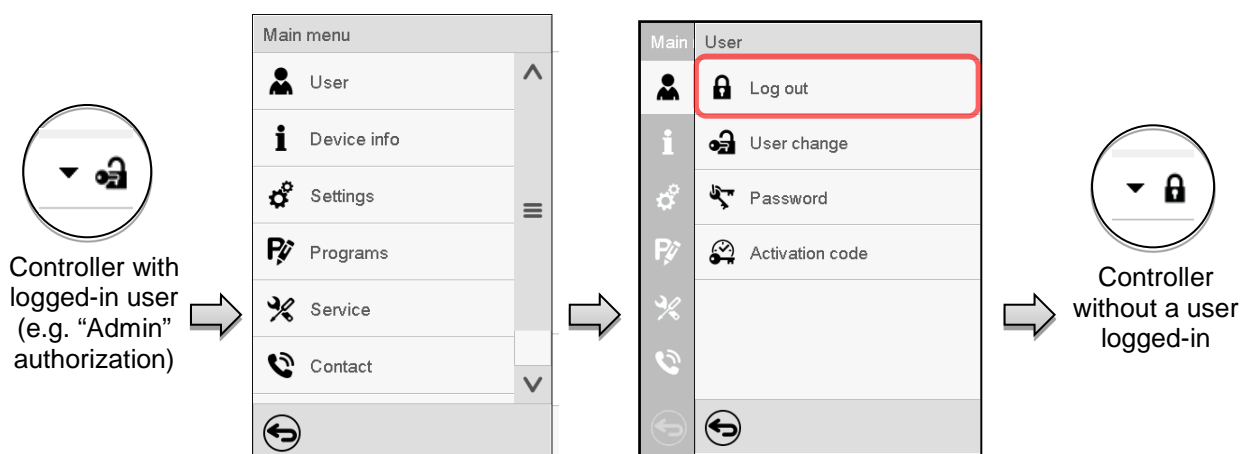 Controller with
logged-in user
(e.g. “Admin”
authorization)
Main menu
User
Device info
Settings
Programs
Service
Contact
Main
User
Log out
User change
Password
Activation code
Controller
without a user
logged-in